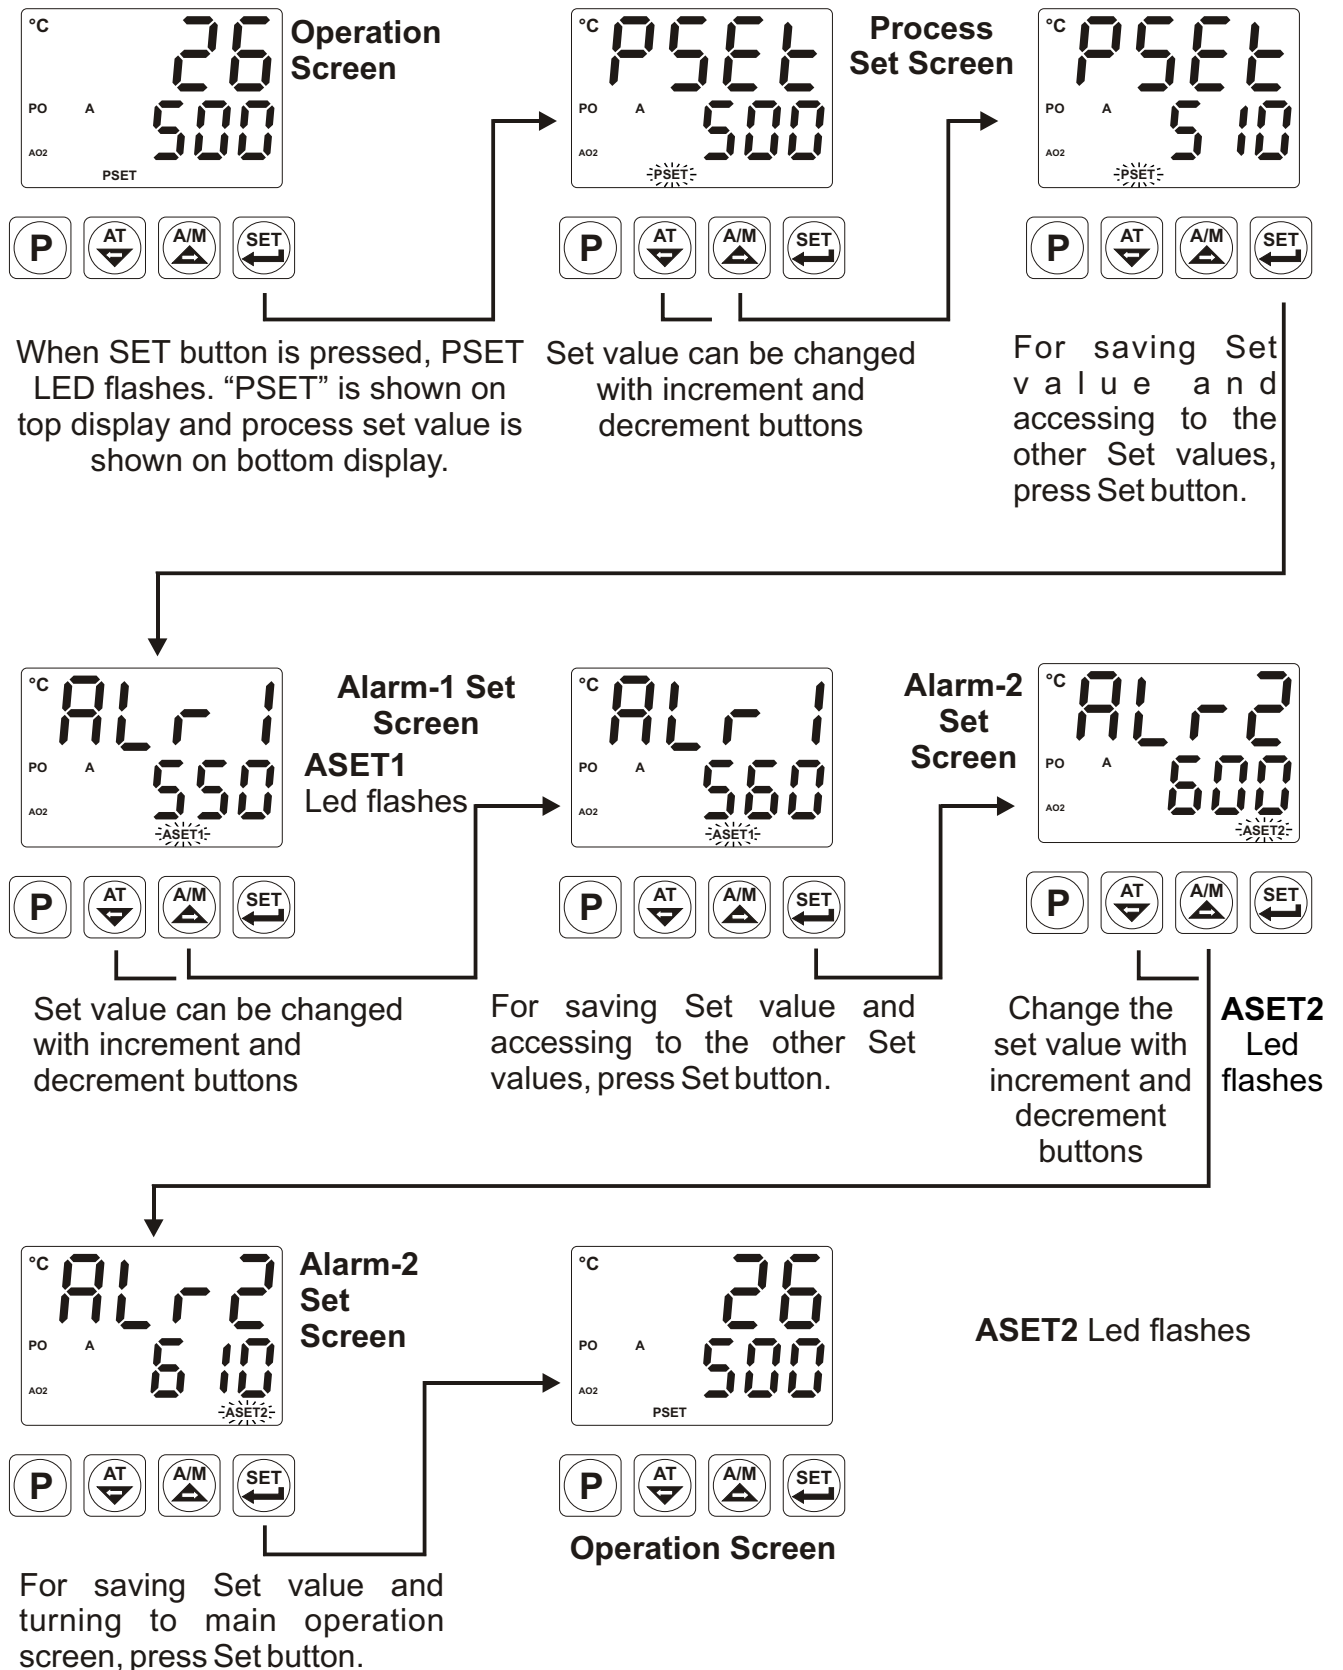 °C 26
PO A 500
AO2
PSET
Operation
Screen
P AT A/M SET
When SET button is pressed, PSET
LED flashes. “PSET” is shown on
top display and process set value is
shown on bottom display.
°C PSEt
PO A 500
AO2
PSET
P AT A/M SET
Set value can be changed
with increment and
decrement buttons
Process
Set Screen
°C PSEt
PO A 510
AO2
PSET
P AT A/M SET
For saving Set
value and
accessing to the
other Set values,
press Set button.
°C ALr1
PO A 550
AO2
ASET1
Alarm-1 Set
Screen
ASET1
Led flashes
P AT A/M SET
Set value can be changed
with increment and
decrement buttons
°C ALr1
PO A 560
AO2
ASET1
P AT A/M SET
For saving Set value and
accessing to the other Set
values, press Set button.
Alarm-2
Set
Screen
°C ALr2
PO A 600
AO2
ASET2
P AT A/M SET
Change the
set value with
increment and
decrement
buttons
ASET2
Led
flashes
°C ALr2
PO A 610
AO2
ASET2
Alarm-2
Set
Screen
P AT A/M SET
For saving Set value and
turning to main operation
screen, press Set button.
°C 26
PO A 500
AO2
PSET
P AT A/M SET
Operation Screen
ASET2 Led flashes